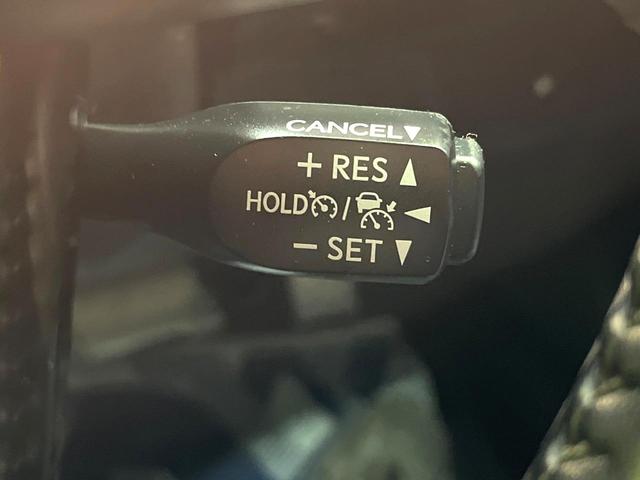 CANCEL▼
+ RES ▲
HOLD / ◀
− SET ▼